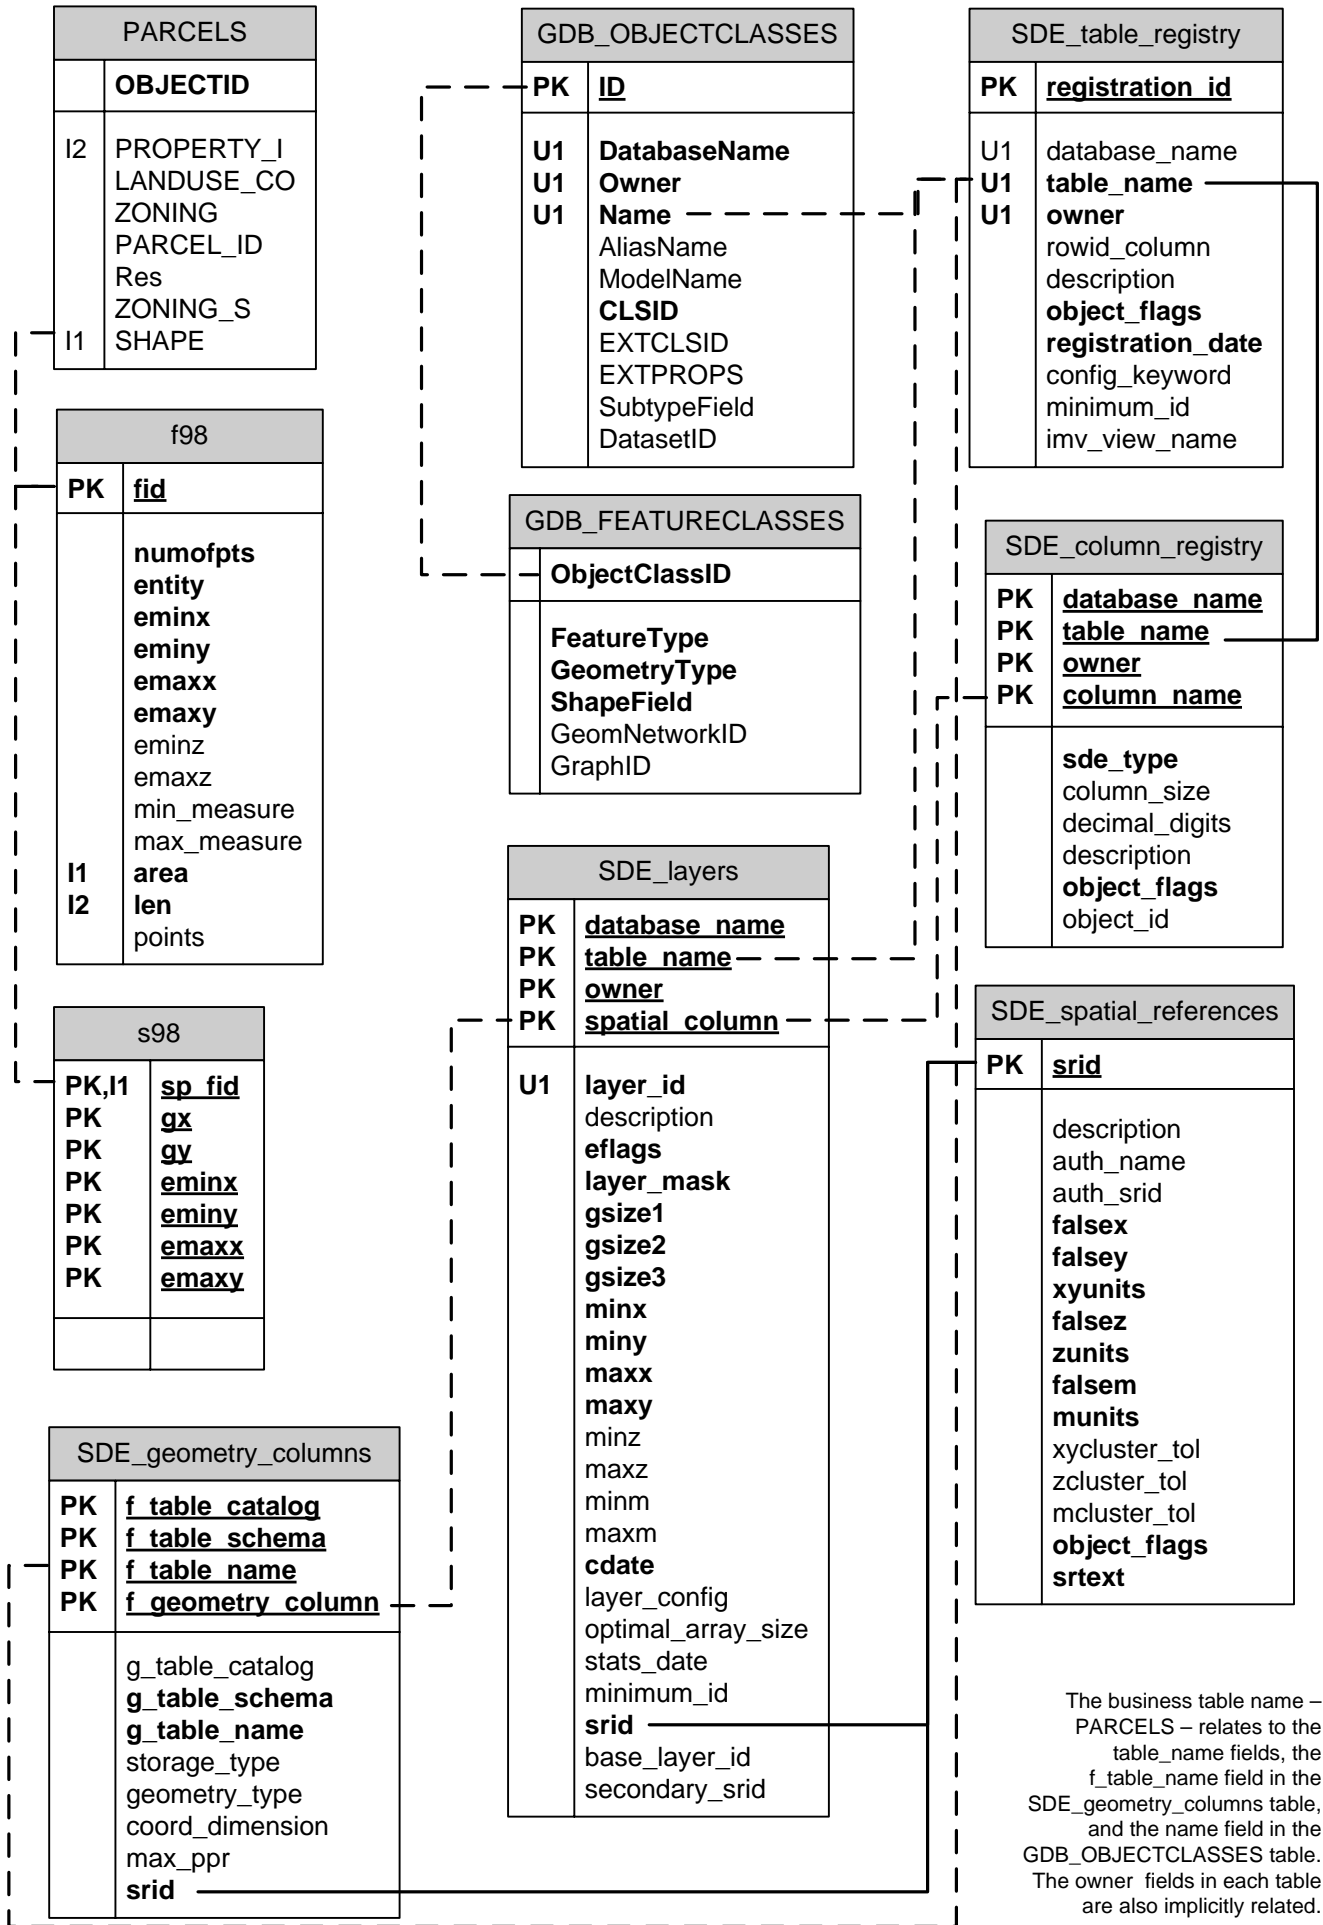 PARCELS
OBJECTID
I2 PROPERTY_I
LANDUSE_CO
ZONING
PARCEL_ID
Res
ZONING_S
I1 SHAPE
f98
PK fid
numofpts
entity
eminx
eminy
emaxx
emaxy
eminz
emaxz
min_measure
max_measure
I1 area
I2 len
points
s98
PK,I1 sp_fid
PK gx
PK gy
PK eminx
PK eminy
PK emaxx
PK emaxy
SDE_geometry_columns
PK f_table_catalog
PK f_table_schema
PK f_table_name
PK f_geometry_column
g_table_catalog
g_table_schema
g_table_name
storage_type
geometry_type
coord_dimension
max_ppr
srid
GDB_OBJECTCLASSES
PK ID
U1 DatabaseName
U1 Owner
U1 Name
AliasName
ModelName
CLSID
EXTCLSID
EXTPROPS
SubtypeField
DatasetID
GDB_FEATURECLASSES
ObjectClassID
FeatureType
GeometryType
ShapeField
GeomNetworkID
GraphID
SDE_layers
PK database_name
PK table_name
PK owner
PK spatial_column
U1 layer_id
description
eflags
layer_mask
gsize1
gsize2
gsize3
minx
miny
maxx
maxy
minz
maxz
minm
maxm
cdate
layer_config
optimal_array_size
stats_date
minimum_id
srid
base_layer_id
secondary_srid
SDE_table_registry
PK registration_id
U1 database_name
U1 table_name
U1 owner
rowid_column
description
object_flags
registration_date
config_keyword
minimum_id
imv_view_name
SDE_column_registry
PK database_name
PK table_name
PK owner
PK column_name
sde_type
column_size
decimal_digits
description
object_flags
object_id
SDE_spatial_references
PK srid
description
auth_name
auth_srid
falsex
falsey
xyunits
falsez
zunits
falsem
munits
xycluster_tol
zcluster_tol
mcluster_tol
object_flags
srtext
The business table name –
PARCELS – relates to the
table_name fields, the
f_table_name field in the
SDE_geometry_columns table,
and the name field in the
GDB_OBJECTCLASSES table.
The owner fields in each table
are also implicitly related.